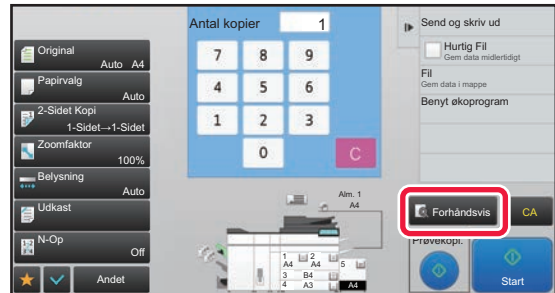 Antal kopier 1
Original
Auto A4
Papirvalg
Auto
2-Sidet Kopi
1-Sidet→1-Sidet
Zoomfaktor
100%
Belysning
Auto
Udkast
N-Op
Off
Andet
7 8 9
4 5 6
1 2 3
0 C
Alm. 1
A4
1 A4
2 A4
3 B4
4 A3
5 A4
Send og skriv ud
Hurtig Fil
Gem data midlertidigt
Fil
Gem data i mappe
Benyt økoprogram
Forhåndsvis
CA
Prøvekopi.
Start